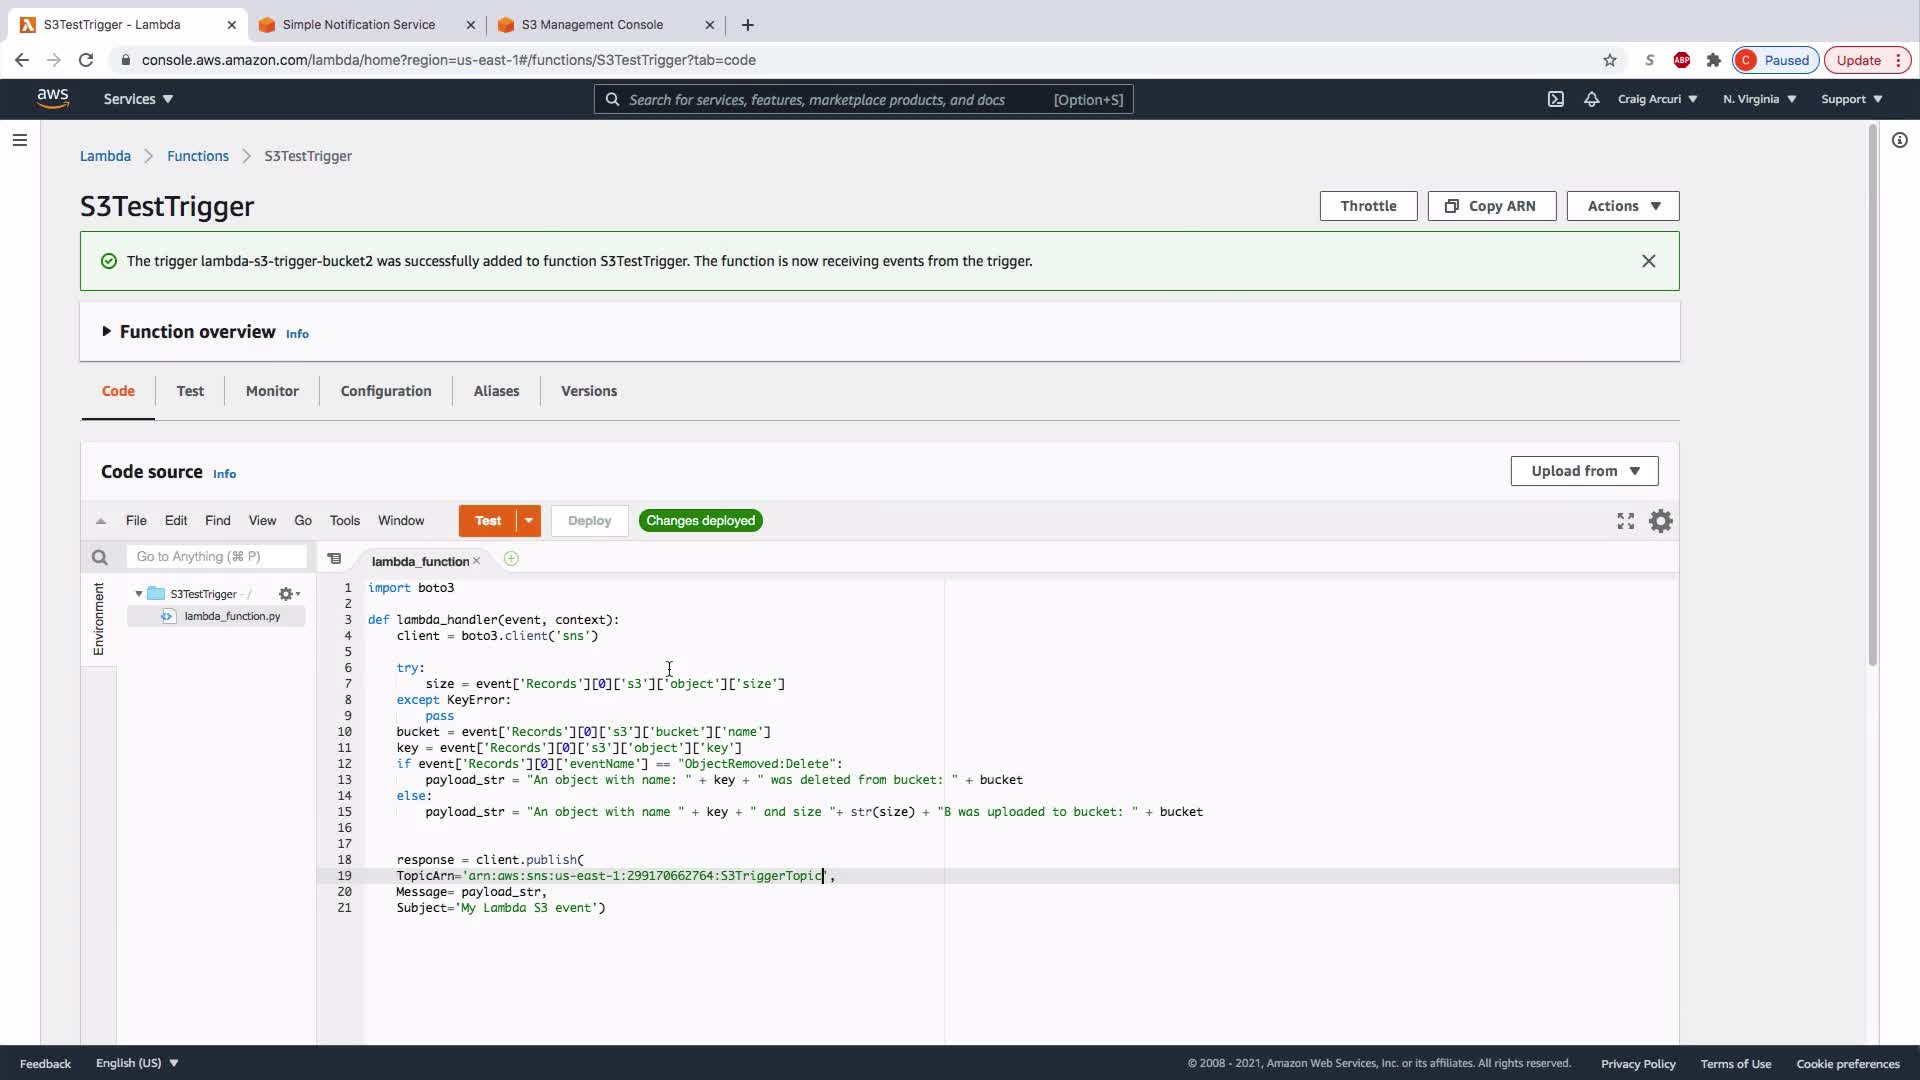 S3TestTrigger - Lambda
Simple Notification Service
S3 Management Console
console.aws.amazon.com/lambda/home?region=us-east-1#/functions/S3TestTrigger?tab=code
S
ABP
C
Paused
Update
aws
Services
Search for services, features, marketplace products, and docs
[Option+S]
Craig Arcuri
N. Virginia
Support
Lambda
Functions
S3TestTrigger
S3TestTrigger
Throttle
Copy ARN
Actions
The trigger lambda-s3-trigger-bucket2 was successfully added to function S3TestTrigger. The function is now receiving events from the trigger.
Function overview Info
Code
Test
Monitor
Configuration
Aliases
Versions
Code source Info
Upload from
File
Edit
Find
View
Go
Tools
Window
Test
Deploy
Changes deployed
Go to Anything (⌘ P)
lambda_function
Environment
S3TestTrigger - /
lambda_function.py
1 import boto3
2
3 def lambda_handler(event, context):
4     client = boto3.client('sns')
5
6     try:
7         size = event['Records'][0]['s3']['object']['size']
8     except KeyError:
9         pass
10     bucket = event['Records'][0]['s3']['bucket']['name']
11     key = event['Records'][0]['s3']['object']['key']
12     if event['Records'][0]['eventName'] == "ObjectRemoved:Delete":
13         payload_str = "An object with name: " + key + " was deleted from bucket: " + bucket
14     else:
15         payload_str = "An object with name " + key + " and size "+ str(size) + "B was uploaded to bucket: " + bucket
16
17
18     response = client.publish(
19     TopicArn='arn:aws:sns:us-east-1:299170662764:S3TriggerTopic',
20     Message= payload_str,
21     Subject='My Lambda S3 event')
Feedback
English (US)
© 2008 - 2021, Amazon Web Services, Inc. or its affiliates. All rights reserved.
Privacy Policy
Terms of Use
Cookie preferences